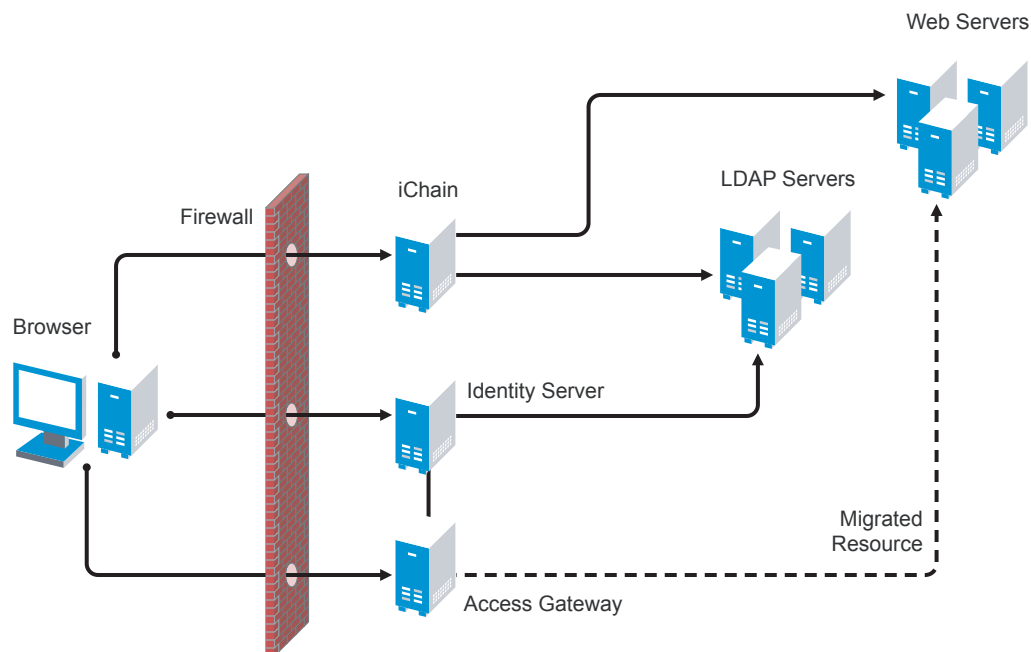 Web Servers
LDAP Servers
iChain
Firewall
Browser
Identity Server
Migrated
Resource
Access Gateway